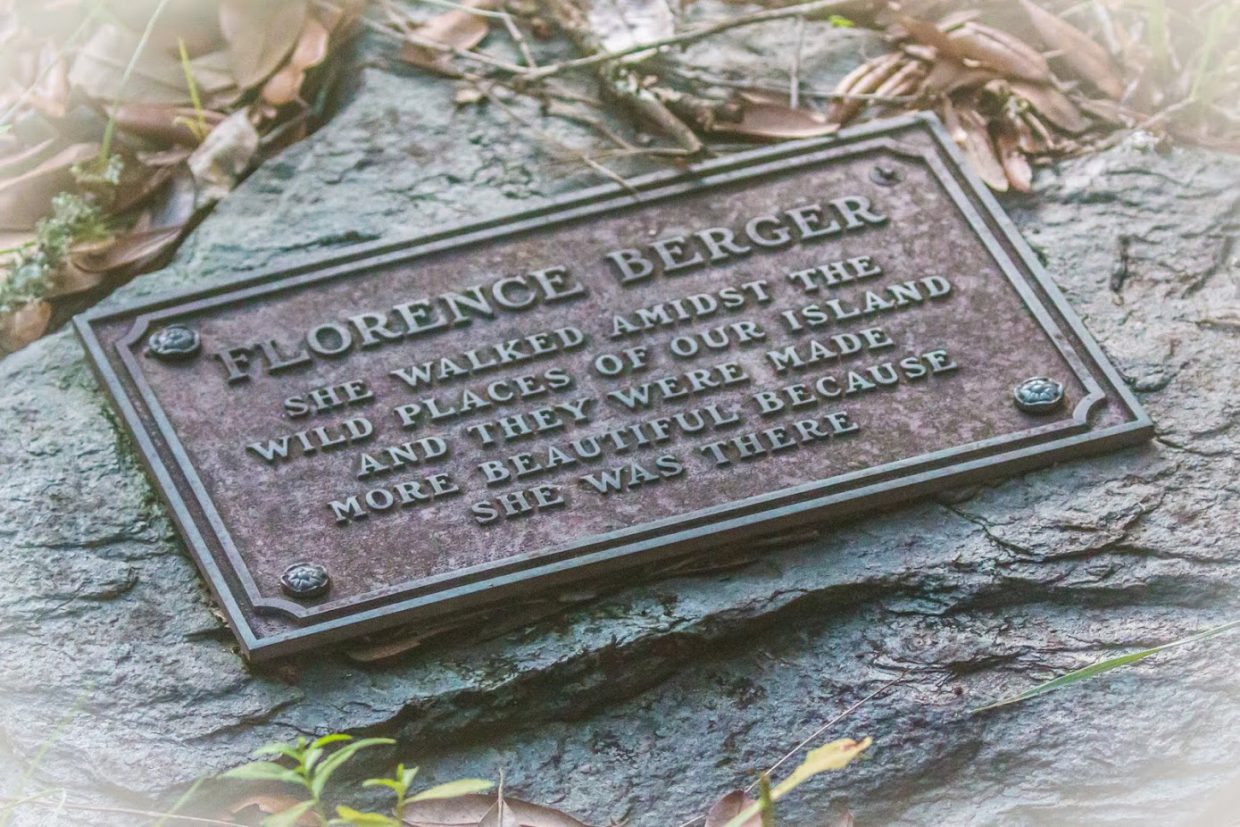 FLORENCE BERGER
SHE WALKED AMIDST THE
WILD PLACES OF OUR ISLAND
AND THEY WERE MADE
MORE BEAUTIFUL BECAUSE
SHE WAS THERE